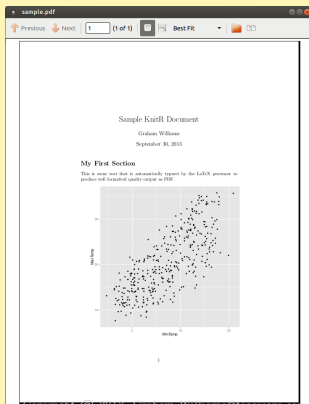 sample.pdf
Previous Next 1 (1 of 1) Best Fit
Sample KnitR Document
Graham Williams
September 30, 2013
My First Section
This is some text that is automatically typeset by the LaTeX processor to
produce well formatted quality output as PDF.
MaxTemp
MinTemp
1